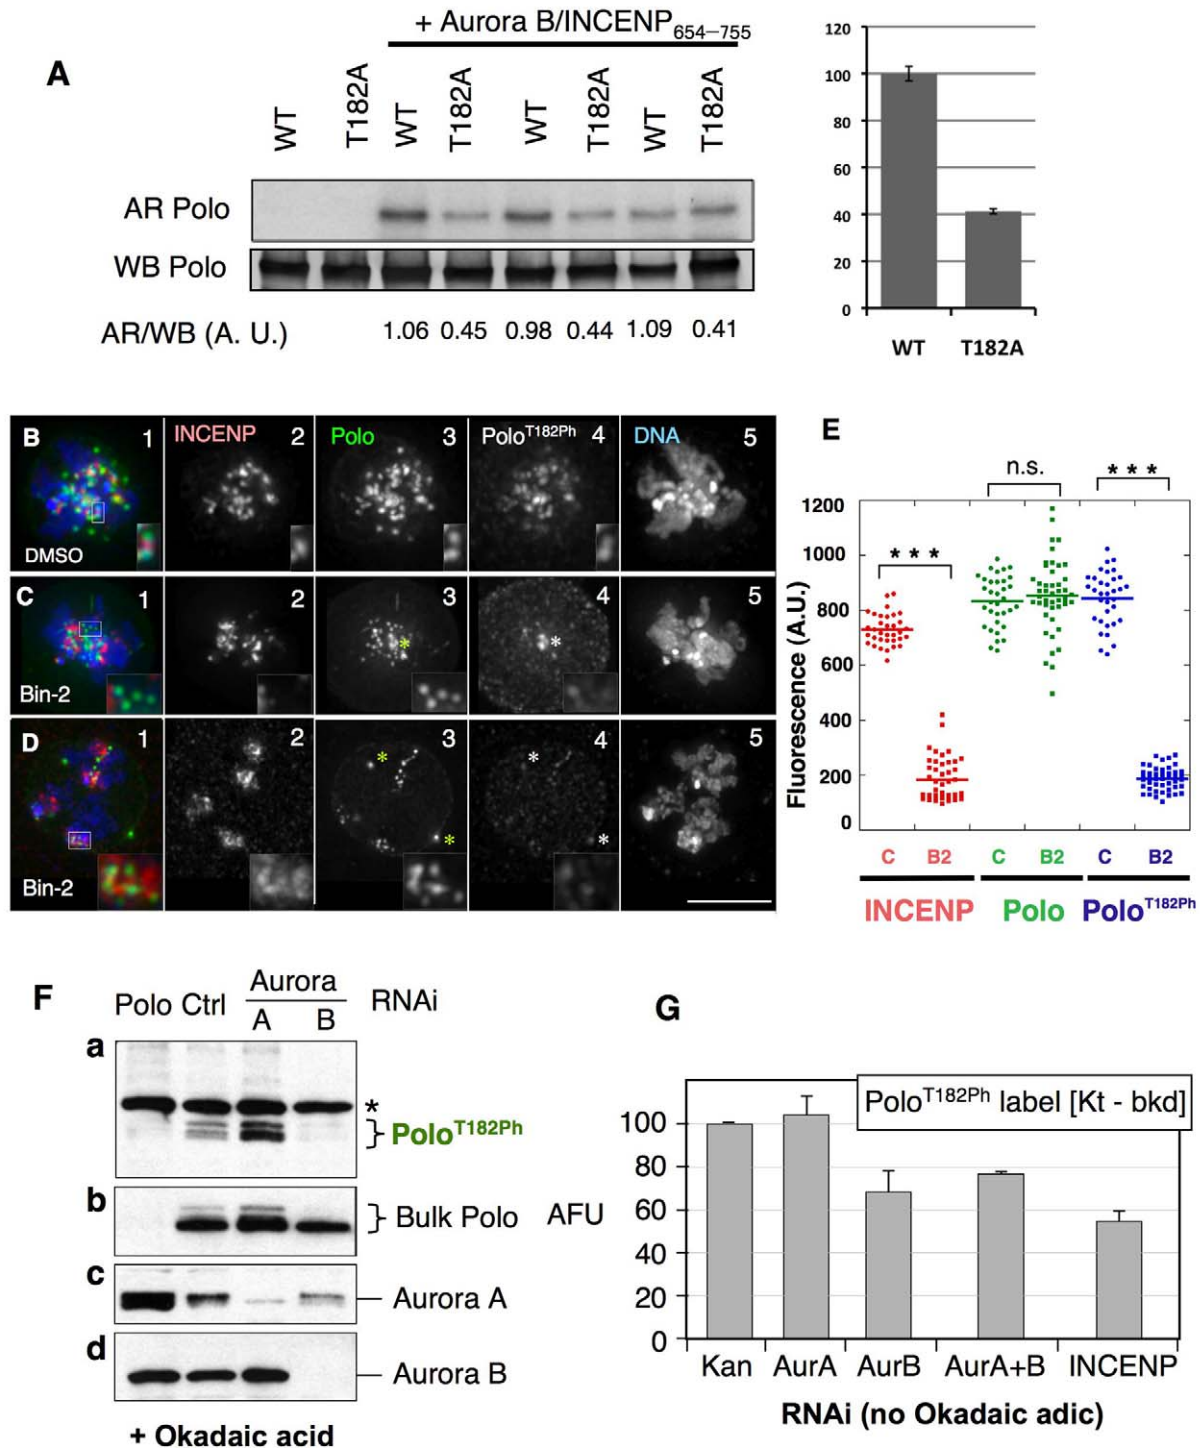 A
+ Aurora B/INCENP654–755
WT T182A WT T182A WT T182A WT T182A
AR Polo
WB Polo
AR/WB (A. U.) 1.06 0.45 0.98 0.44 1.09 0.41
120
100
80
60
40
20
0
WT T182A
B 1 INCENP 2 Polo 3 PoloT182Ph 4 DNA 5
DMSO
C 1 2 3 * 4 * 5
Bin-2
D 1 2 3 * * 4 * * 5
Bin-2
E
n.s. * * *
* * *
Fluorescence (A.U.)
1200
1000
800
600
400
200
0
C B2 C B2 C B2
INCENP Polo PoloT182Ph
F
Polo Ctrl Aurora A B RNAi
a
*
PoloT182Ph
b
Bulk Polo
c
Aurora A
d
Aurora B
+ Okadaic acid
G
PoloT182Ph label [Kt - bkd]
AFU
100
80
60
40
20
0
Kan AurA AurB AurA+B INCENP
RNAi (no Okadaic adic)